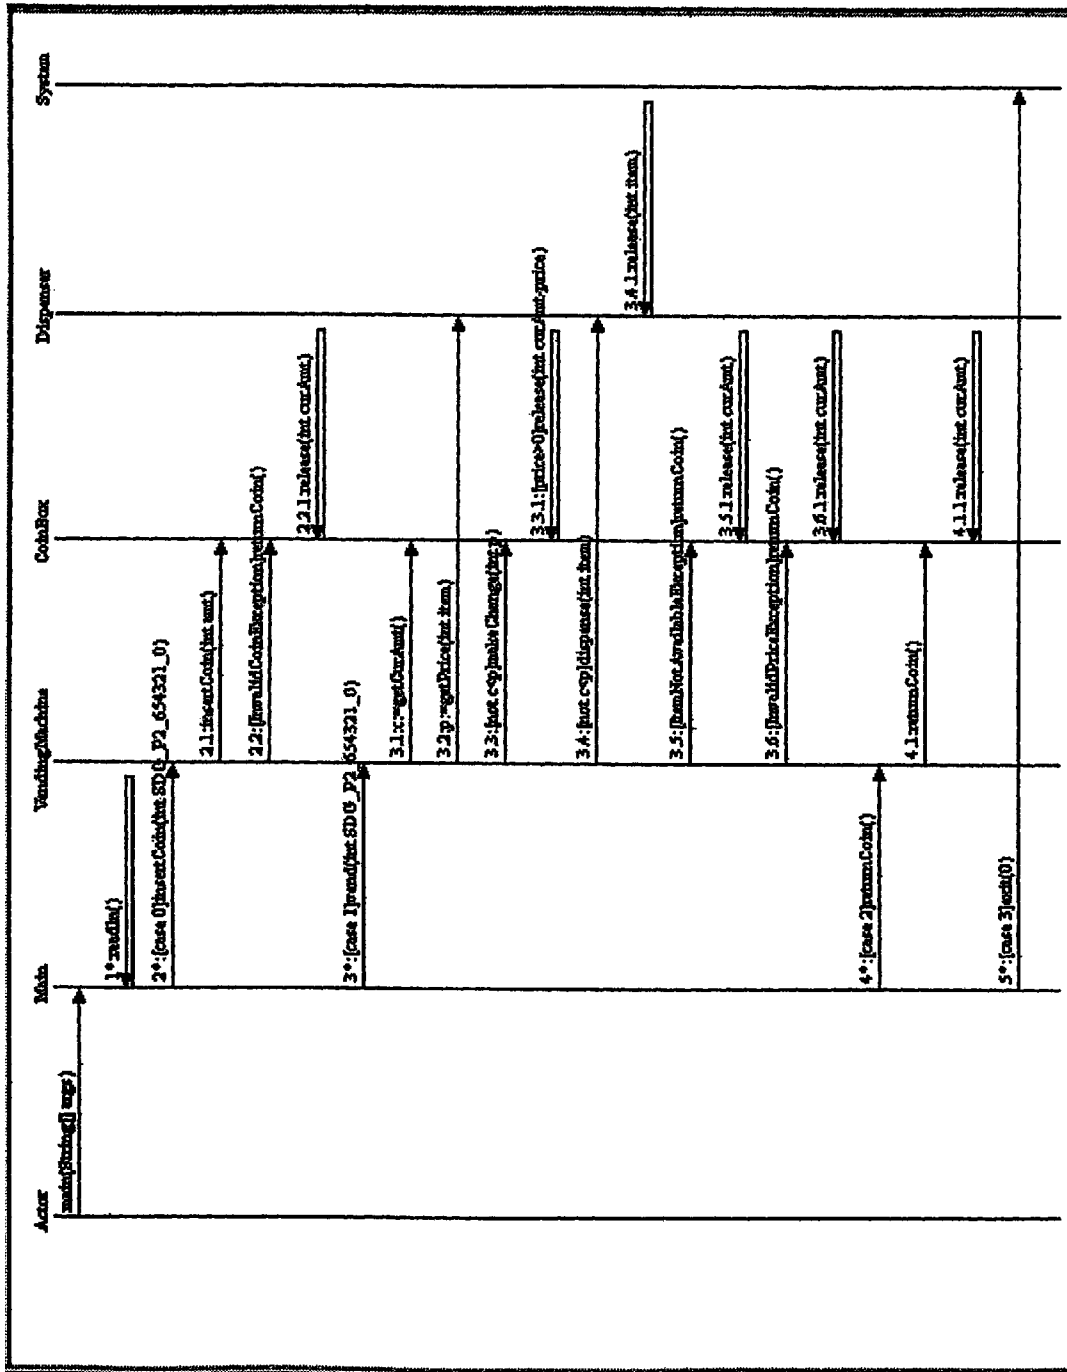 Actor
Main
VendingMachine
CoinBox
Dispenser
System
main(String[] args)
1*:readIn()
2*:[case 0]insertCoin(int SDG_P2_654321_0)
2.1:insertCoin(int amt)
2.2:[InvalidCoinException]returnCoin()
2.2.1:release(int curAmt)
3*:[case 1]vend(int SDG_P2_654321_0)
3.1:c:=getCurAmt()
3.2:p:=getPrice(int item)
3.3:[not c<p]makeChange(int p)
3.3.1:[price>0]release(int curAmt-price)
3.4:[not c<p]dispense(int item)
3.4.1:release(int item)
3.5:[ItemNotAvailableException]returnCoin()
3.5.1:release(int curAmt)
3.6:[InvalidPriceException]returnCoin()
3.6.1:release(int curAmt)
4*:[case 2]returnCoin()
4.1:returnCoin()
4.1.1:release(int curAmt)
5*:[case 3]exit(0)